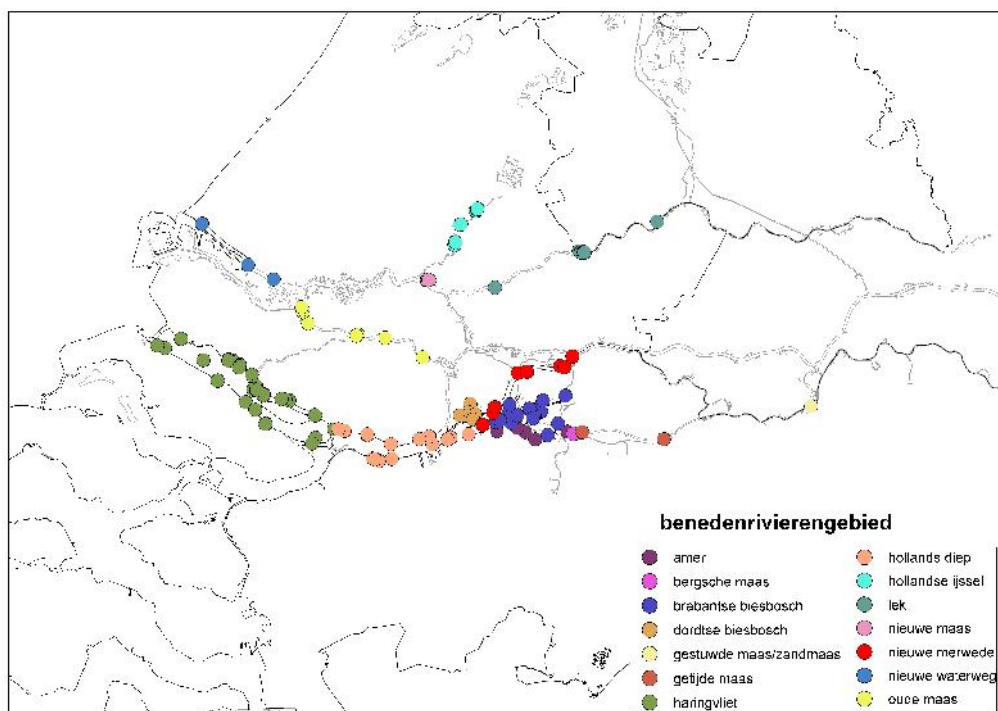 benedenrivierengebied
amer
bergsche maas
brabantse biesbosch
dordtse biesbosch
gestuwde maas/zandmaas
getijde maas
haringvliet
hollands diep
hollandse ijssel
lek
nieuwe maas
nieuwe merwede
nieuwe waterweg
oude maas